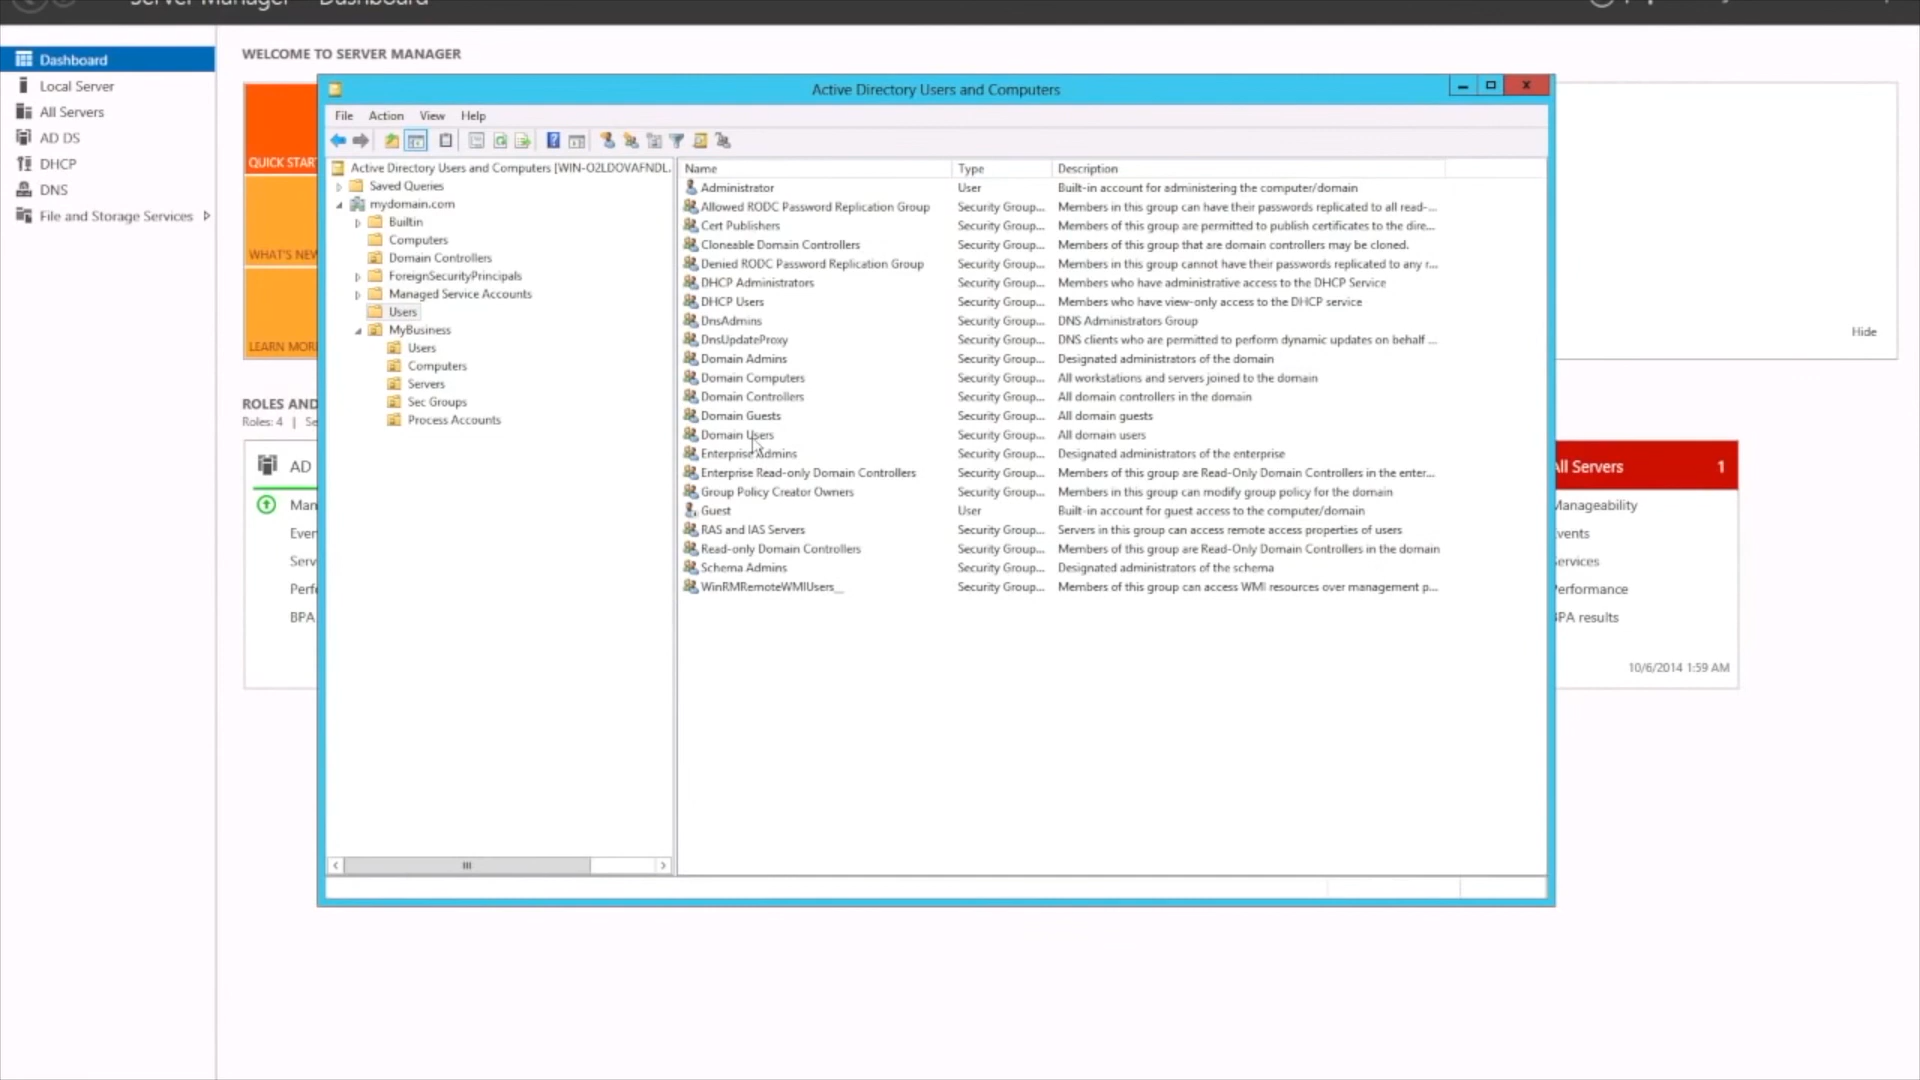 Server Manager
Dashboard
Dashboard
Local Server
All Servers
AD DS
DHCP
DNS
File and Storage Services
WELCOME TO SERVER MANAGER
QUICK STAR
WHAT'S NEW
LEARN MOR
Hide
ROLES AND
Roles: 4 | Se
AD
Man
Ever
Serv
Perf
BPA
Active Directory Users and Computers
File Action View Help
Active Directory Users and Computers [WIN-O2LDOVAFNDL.
Saved Queries
mydomain.com
Builtin
Computers
Domain Controllers
ForeignSecurityPrincipals
Managed Service Accounts
Users
MyBusiness
Users
Computers
Servers
Sec Groups
Process Accounts
Name Type Description
Administrator User Built-in account for administering the computer/domain
Allowed RODC Password Replication Group Security Group... Members in this group can have their passwords replicated to all read-...
Cert Publishers Security Group... Members of this group are permitted to publish certificates to the dire...
Cloneable Domain Controllers Security Group... Members of this group that are domain controllers may be cloned.
Denied RODC Password Replication Group Security Group... Members in this group cannot have their passwords replicated to any r...
DHCP Administrators Security Group... Members who have administrative access to the DHCP Service
DHCP Users Security Group... Members who have view-only access to the DHCP service
DnsAdmins Security Group... DNS Administrators Group
DnsUpdateProxy Security Group... DNS clients who are permitted to perform dynamic updates on behalf ...
Domain Admins Security Group... Designated administrators of the domain
Domain Computers Security Group... All workstations and servers joined to the domain
Domain Controllers Security Group... All domain controllers in the domain
Domain Guests Security Group... All domain guests
Domain Users Security Group... All domain users
Enterprise Admins Security Group... Designated administrators of the enterprise
Enterprise Read-only Domain Controllers Security Group... Members of this group are Read-Only Domain Controllers in the enter...
Group Policy Creator Owners Security Group... Members in this group can modify group policy for the domain
Guest User Built-in account for guest access to the computer/domain
RAS and IAS Servers Security Group... Servers in this group can access remote access properties of users
Read-only Domain Controllers Security Group... Members of this group are Read-Only Domain Controllers in the domain
Schema Admins Security Group... Designated administrators of the schema
WinRMRemoteWMIUsers__ Security Group... Members of this group can access WMI resources over management p...
All Servers 1
Manageability
vents
ervices
erformance
BPA results
10/6/2014 1:59 AM